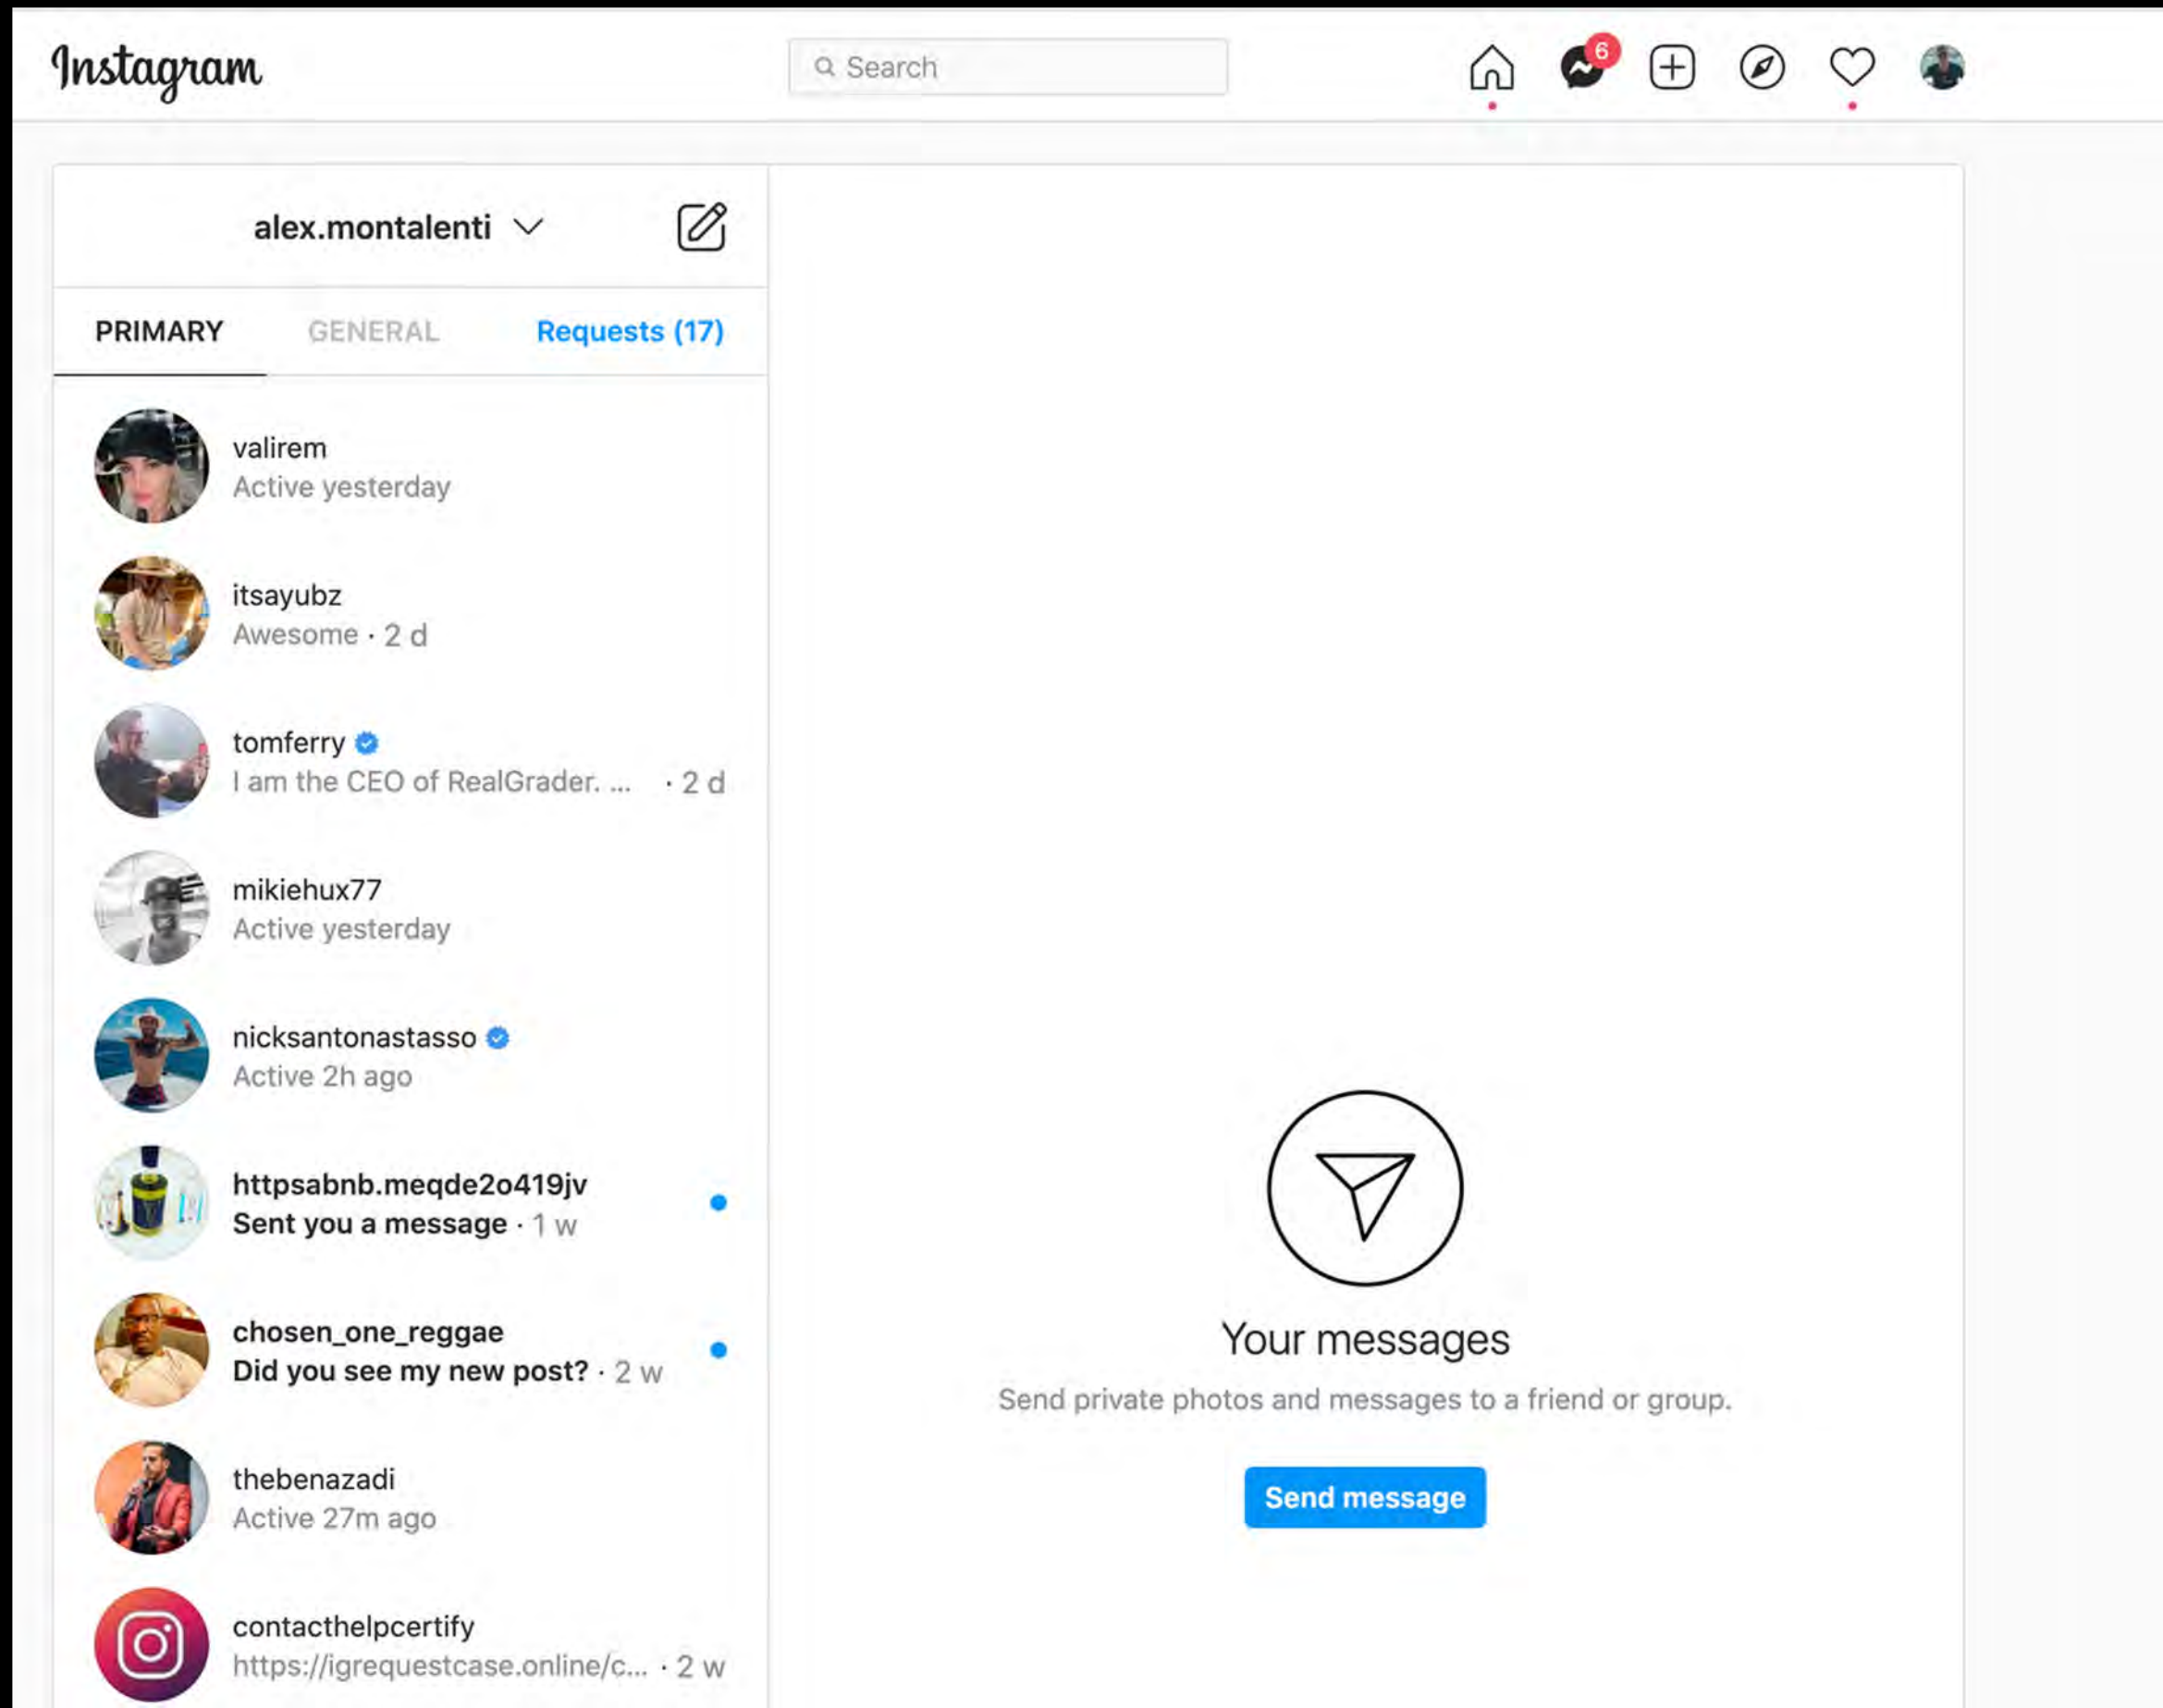 Instagram
Search
6
alex.montalenti
PRIMARY GENERAL Requests (17)
valirem
Active yesterday
itsayubz
Awesome · 2 d
tomferry
I am the CEO of RealGrader. ... · 2 d
mikiehux77
Active yesterday
nicksantonastasso
Active 2h ago
httpsabnb.meqde2o419jv
Sent you a message · 1 w
chosen_one_reggae
Did you see my new post? · 2 w
thebenazadi
Active 27m ago
contacthelpcertify
https://igrequestcase.online/c... · 2 w
Your messages
Send private photos and messages to a friend or group.
Send message